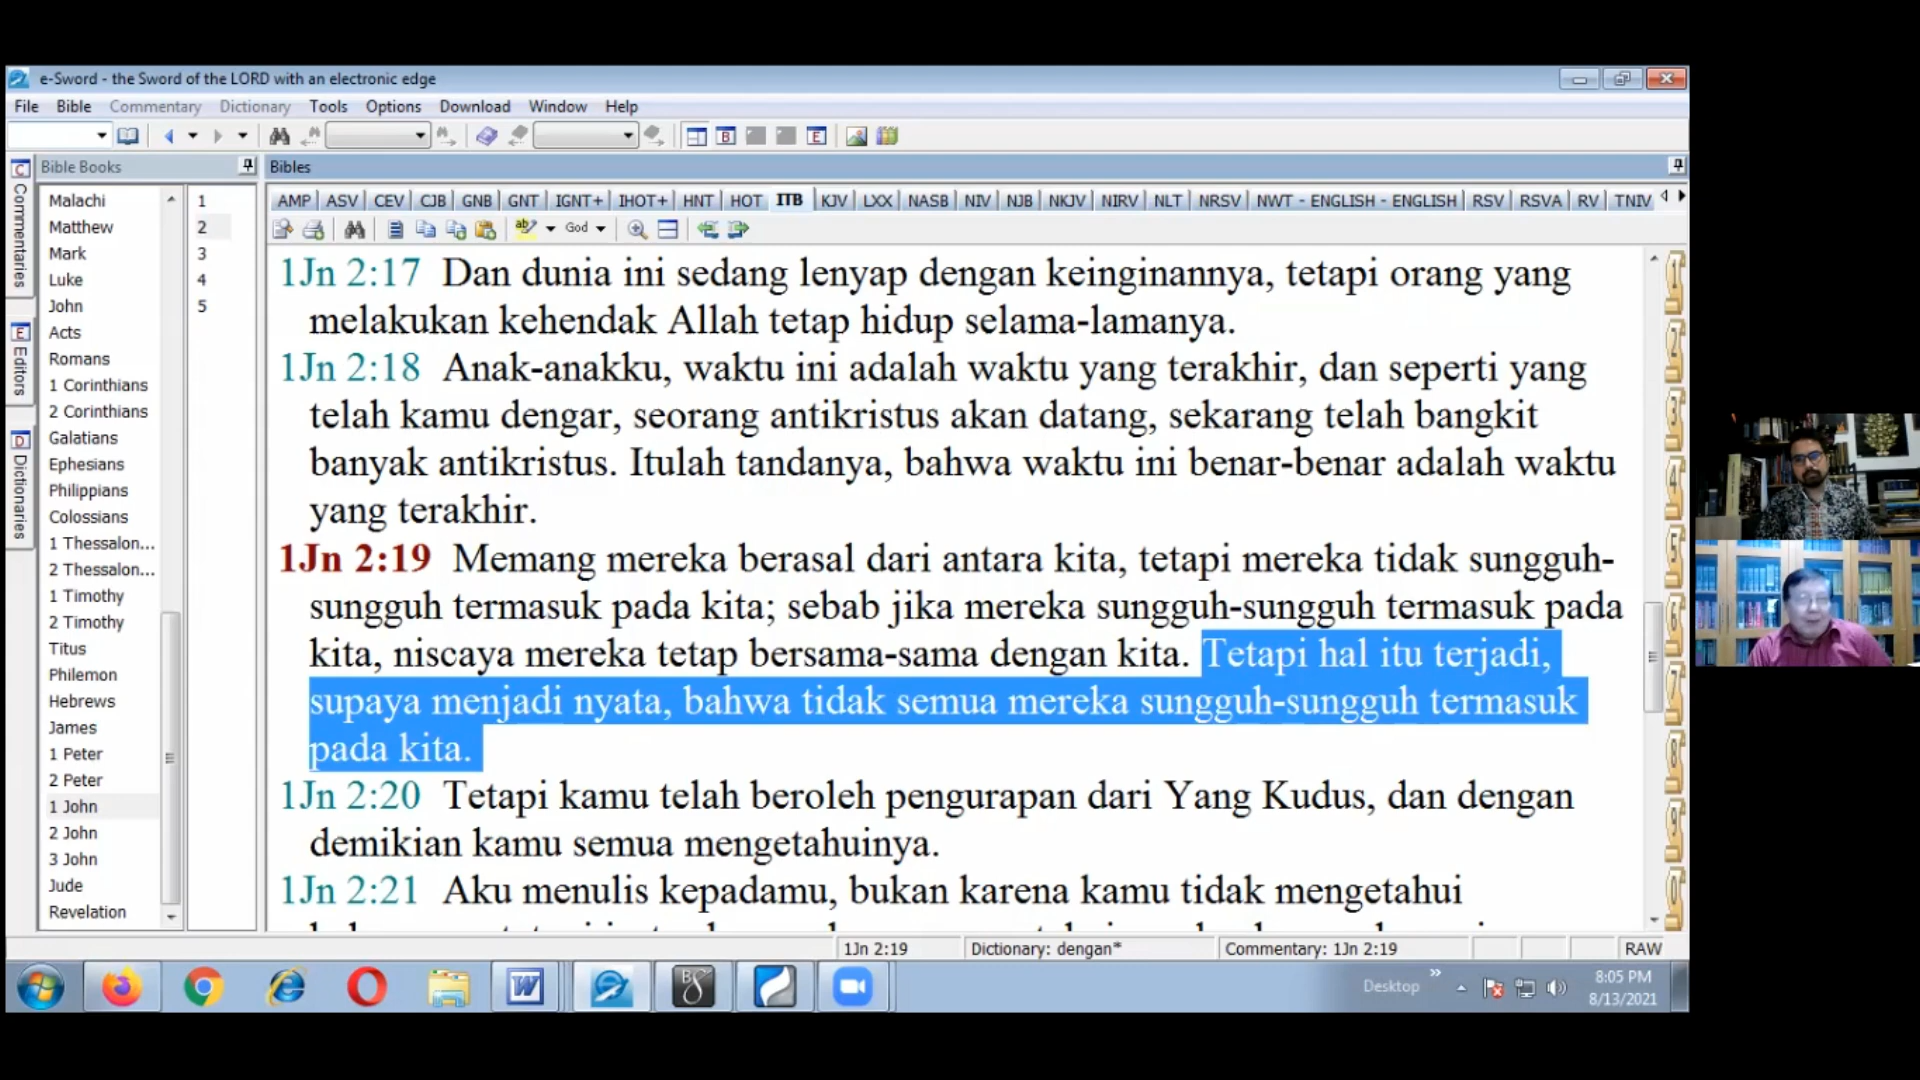 e-Sword - the Sword of the LORD with an electronic edge
File Bible Commentary Dictionary Tools Options Download Window Help
Bible Books
Bibles
AMP ASV CEV CJB GNB GNT IGNT+ IHOT+ HNT HOT ITB KJV LXX NASB NIV NJB NKJV NIRV NLT NRSV NWT - ENGLISH - ENGLISH RSV RSVA RV TNIV
God
Commentaries
Editors
Dictionaries
Malachi
Matthew
Mark
Luke
John
Acts
Romans
1 Corinthians
2 Corinthians
Galatians
Ephesians
Philippians
Colossians
1 Thessalon...
2 Thessalon...
1 Timothy
2 Timothy
Titus
Philemon
Hebrews
James
1 Peter
2 Peter
1 John
2 John
3 John
Jude
Revelation
1
2
3
4
5
1Jn 2:17 Dan dunia ini sedang lenyap dengan keinginannya, tetapi orang yang
melakukan kehendak Allah tetap hidup selama-lamanya.
1Jn 2:18 Anak-anakku, waktu ini adalah waktu yang terakhir, dan seperti yang
telah kamu dengar, seorang antikristus akan datang, sekarang telah bangkit
banyak antikristus. Itulah tandanya, bahwa waktu ini benar-benar adalah waktu
yang terakhir.
1Jn 2:19 Memang mereka berasal dari antara kita, tetapi mereka tidak sungguh-
sungguh termasuk pada kita; sebab jika mereka sungguh-sungguh termasuk pada
kita, niscaya mereka tetap bersama-sama dengan kita. Tetapi hal itu terjadi,
supaya menjadi nyata, bahwa tidak semua mereka sungguh-sungguh termasuk
pada kita.
1Jn 2:20 Tetapi kamu telah beroleh pengurapan dari Yang Kudus, dan dengan
demikian kamu semua mengetahuinya.
1Jn 2:21 Aku menulis kepadamu, bukan karena kamu tidak mengetahui
1Jn 2:19 Dictionary: dengan* Commentary: 1Jn 2:19 RAW
Desktop
8:05 PM
8/13/2021